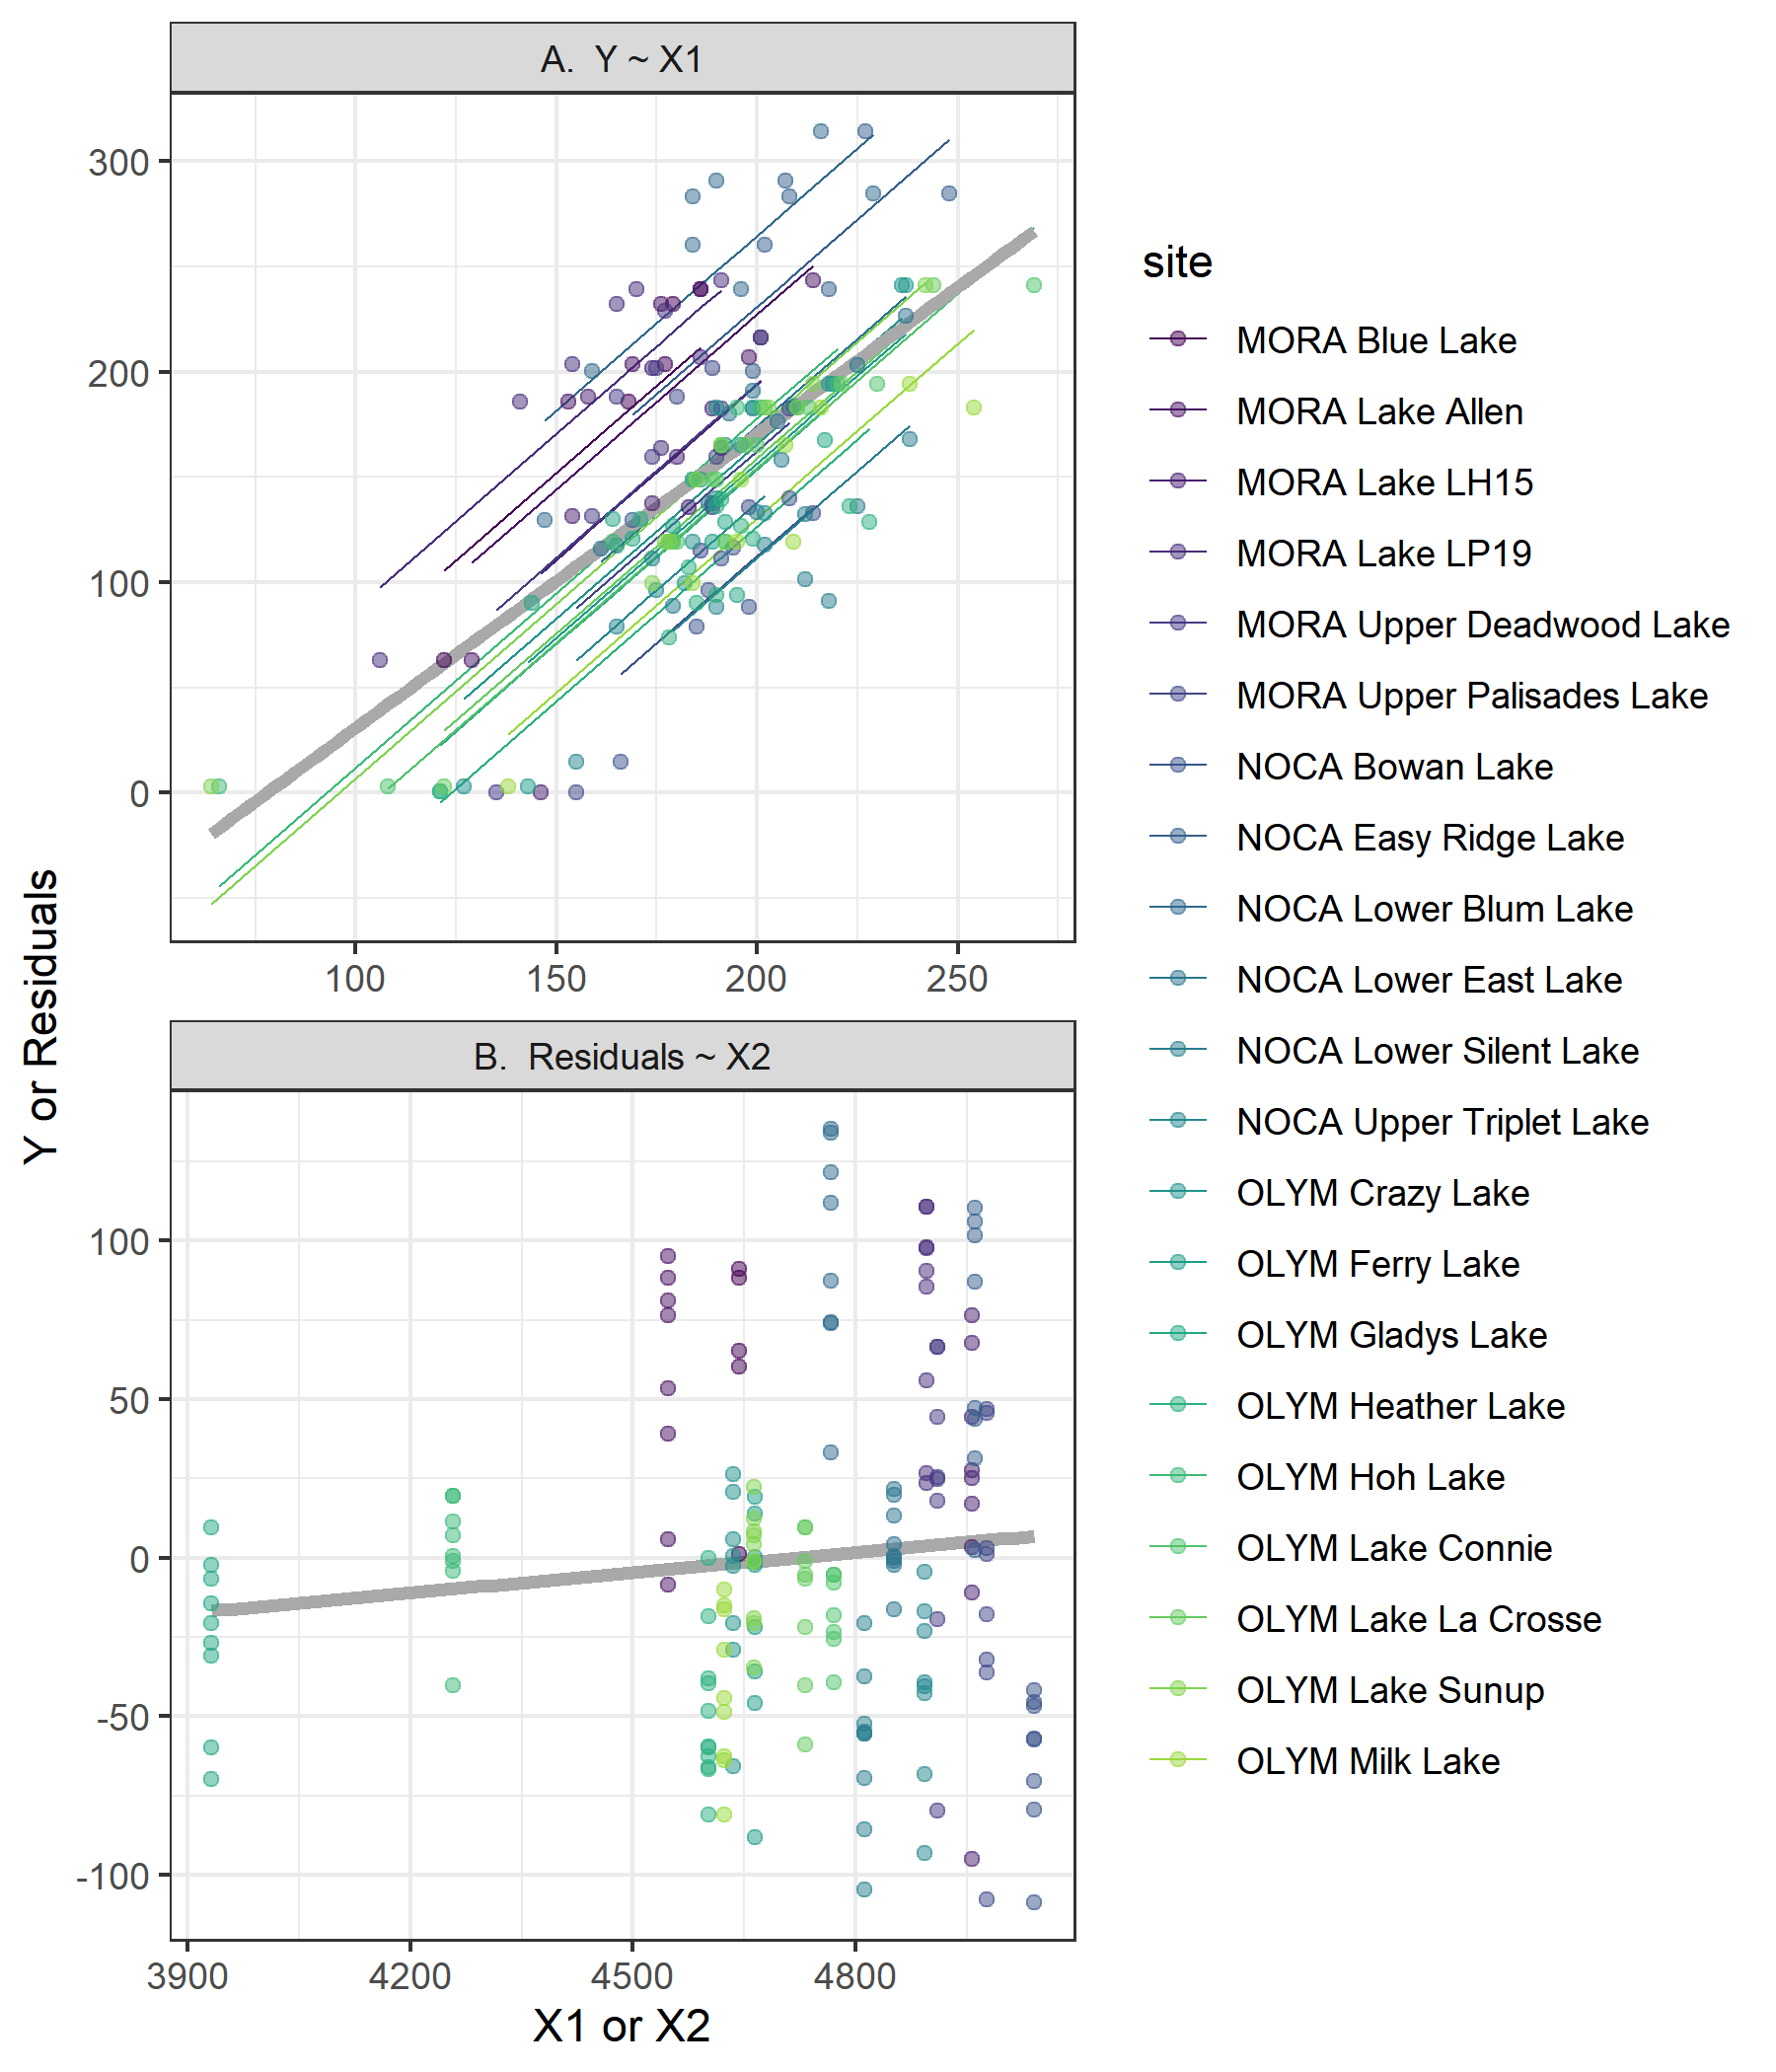 A.  Y ~ X1
300
200
100
0
100 150 200 250
Y or Residuals
B.  Residuals ~ X2
100
50
0
-50
-100
3900 4200 4500 4800
X1 or X2
site
MORA Blue Lake
MORA Lake Allen
MORA Lake LH15
MORA Lake LP19
MORA Upper Deadwood Lake
MORA Upper Palisades Lake
NOCA Bowan Lake
NOCA Easy Ridge Lake
NOCA Lower Blum Lake
NOCA Lower East Lake
NOCA Lower Silent Lake
NOCA Upper Triplet Lake
OLYM Crazy Lake
OLYM Ferry Lake
OLYM Gladys Lake
OLYM Heather Lake
OLYM Hoh Lake
OLYM Lake Connie
OLYM Lake La Crosse
OLYM Lake Sunup
OLYM Milk Lake